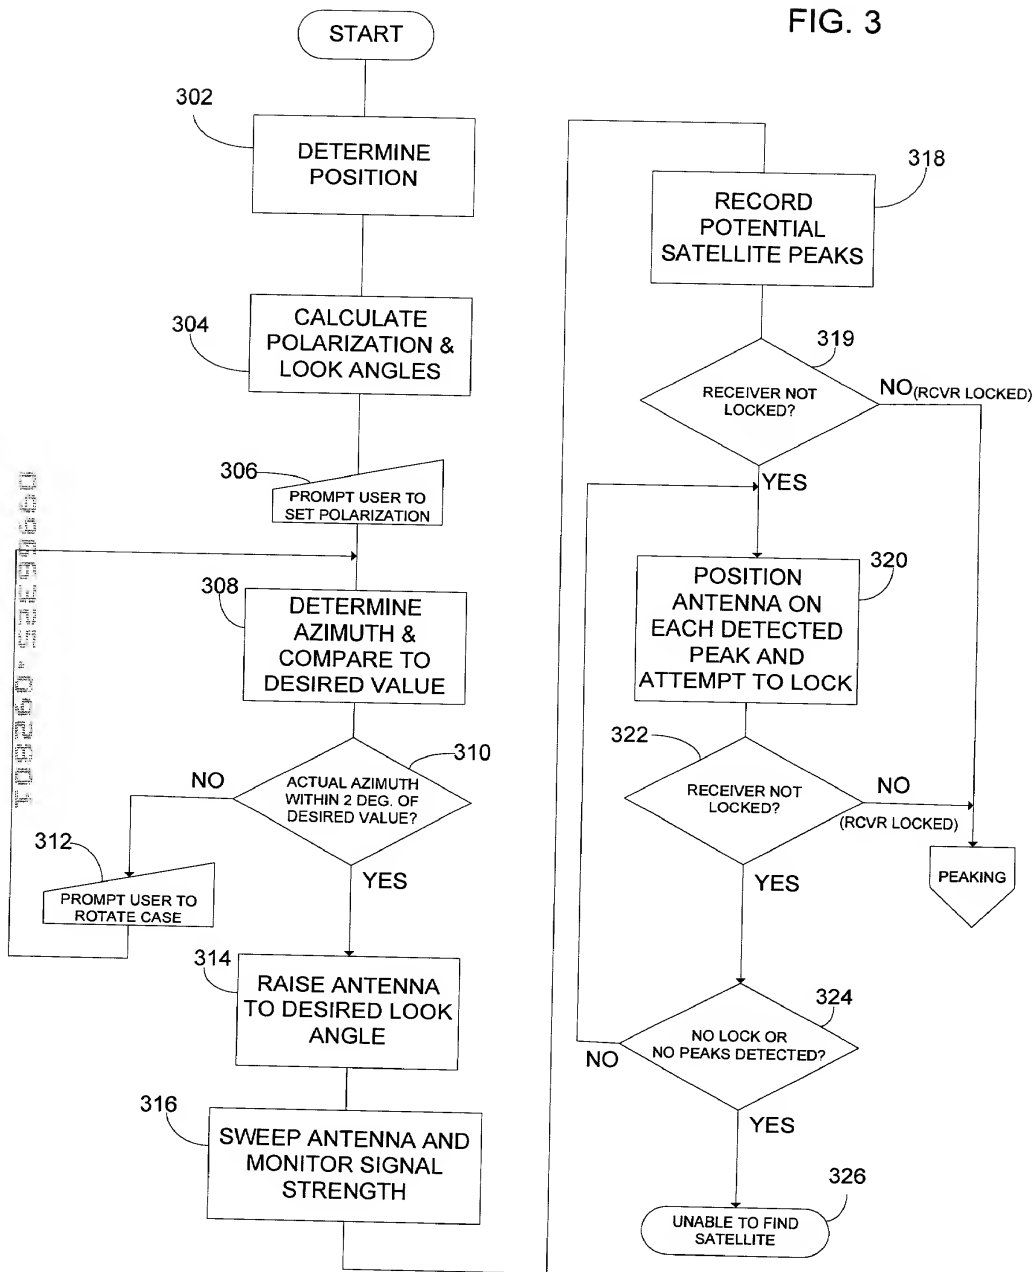 FIG. 3
START
302
DETERMINE
POSITION
304
CALCULATE
POLARIZATION &
LOOK ANGLES
306
PROMPT USER TO
SET POLARIZATION
308
DETERMINE
AZIMUTH &
COMPARE TO
DESIRED VALUE
310
ACTUAL AZIMUTH
WITHIN 2 DEG. OF
DESIRED VALUE?
NO
312
PROMPT USER TO
ROTATE CASE
YES
314
RAISE ANTENNA
TO DESIRED LOOK
ANGLE
316
SWEEP ANTENNA AND
MONITOR SIGNAL
STRENGTH
318
RECORD
POTENTIAL
SATELLITE PEAKS
319
RECEIVER NOT
LOCKED?
NO (RCVR LOCKED)
YES
320
POSITION
ANTENNA ON
EACH DETECTED
PEAK AND
ATTEMPT TO LOCK
322
RECEIVER NOT
LOCKED?
NO
(RCVR LOCKED)
PEAKING
YES
324
NO LOCK OR
NO PEAKS DETECTED?
NO
YES
326
UNABLE TO FIND
SATELLITE